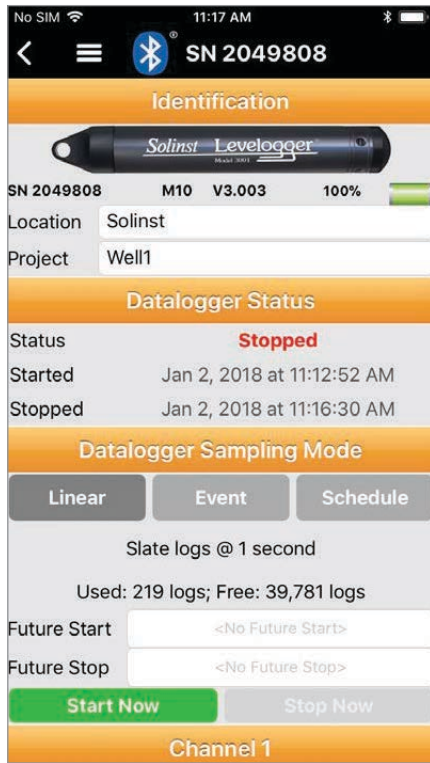 No SIM 11:17 AM
® SN 2049808
Identification
Solinst Levelogger
Model 3001
SN 2049808 M10 V3.003 100%
Location Solinst
Project Well1
Datalogger Status
Status Stopped
Started Jan 2, 2018 at 11:12:52 AM
Stopped Jan 2, 2018 at 11:16:30 AM
Datalogger Sampling Mode
Linear Event Schedule
Slate logs @ 1 second
Used: 219 logs; Free: 39,781 logs
Future Start <No Future Start>
Future Stop <No Future Stop>
Start Now Stop Now
Channel 1